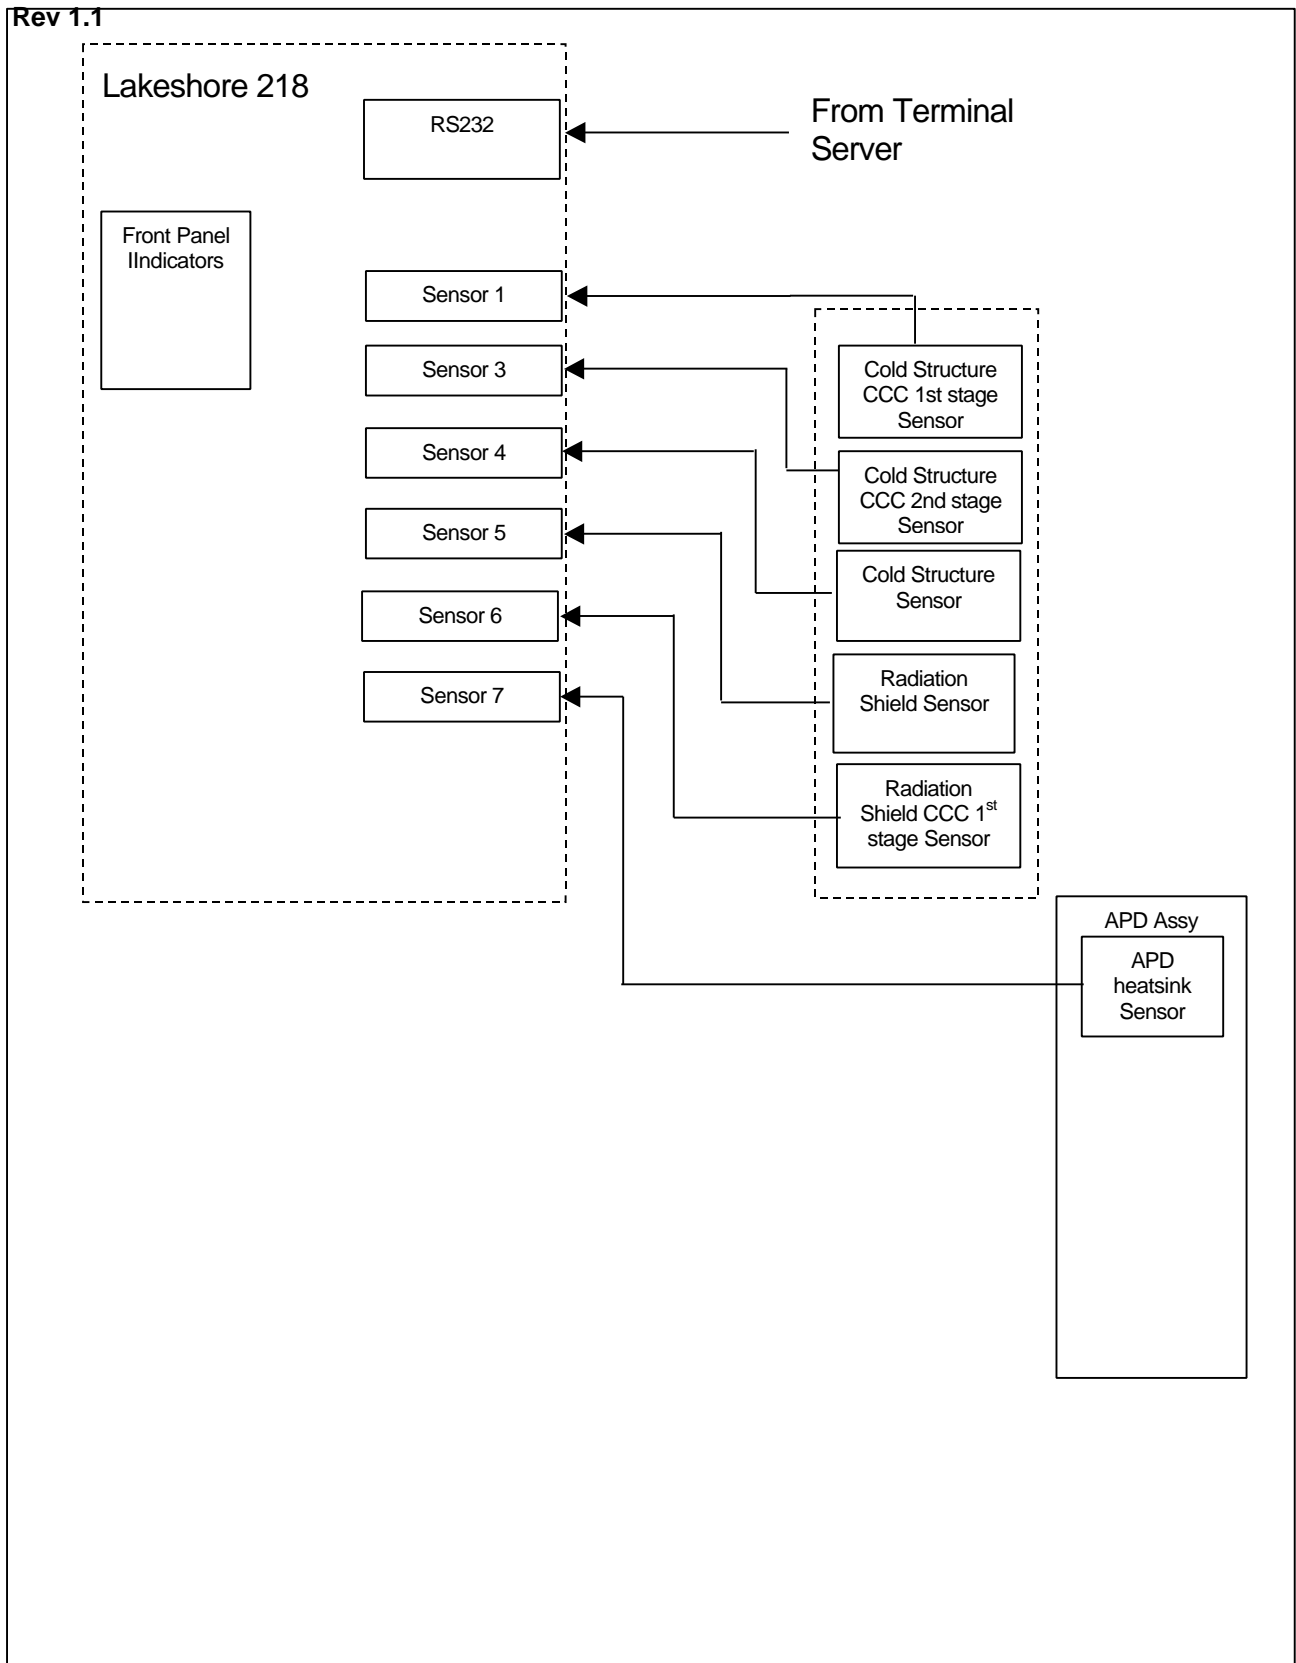 Rev 1.1
Lakeshore 218
RS232
From Terminal
Server
Front Panel
IIndicators
Sensor 1
Sensor 3
Sensor 4
Sensor 5
Sensor 6
Sensor 7
Cold Structure
CCC 1st stage
Sensor
Cold Structure
CCC 2nd stage
Sensor
Cold Structure
Sensor
Radiation
Shield Sensor
Radiation
Shield CCC 1st
stage Sensor
APD Assy
APD
heatsink
Sensor